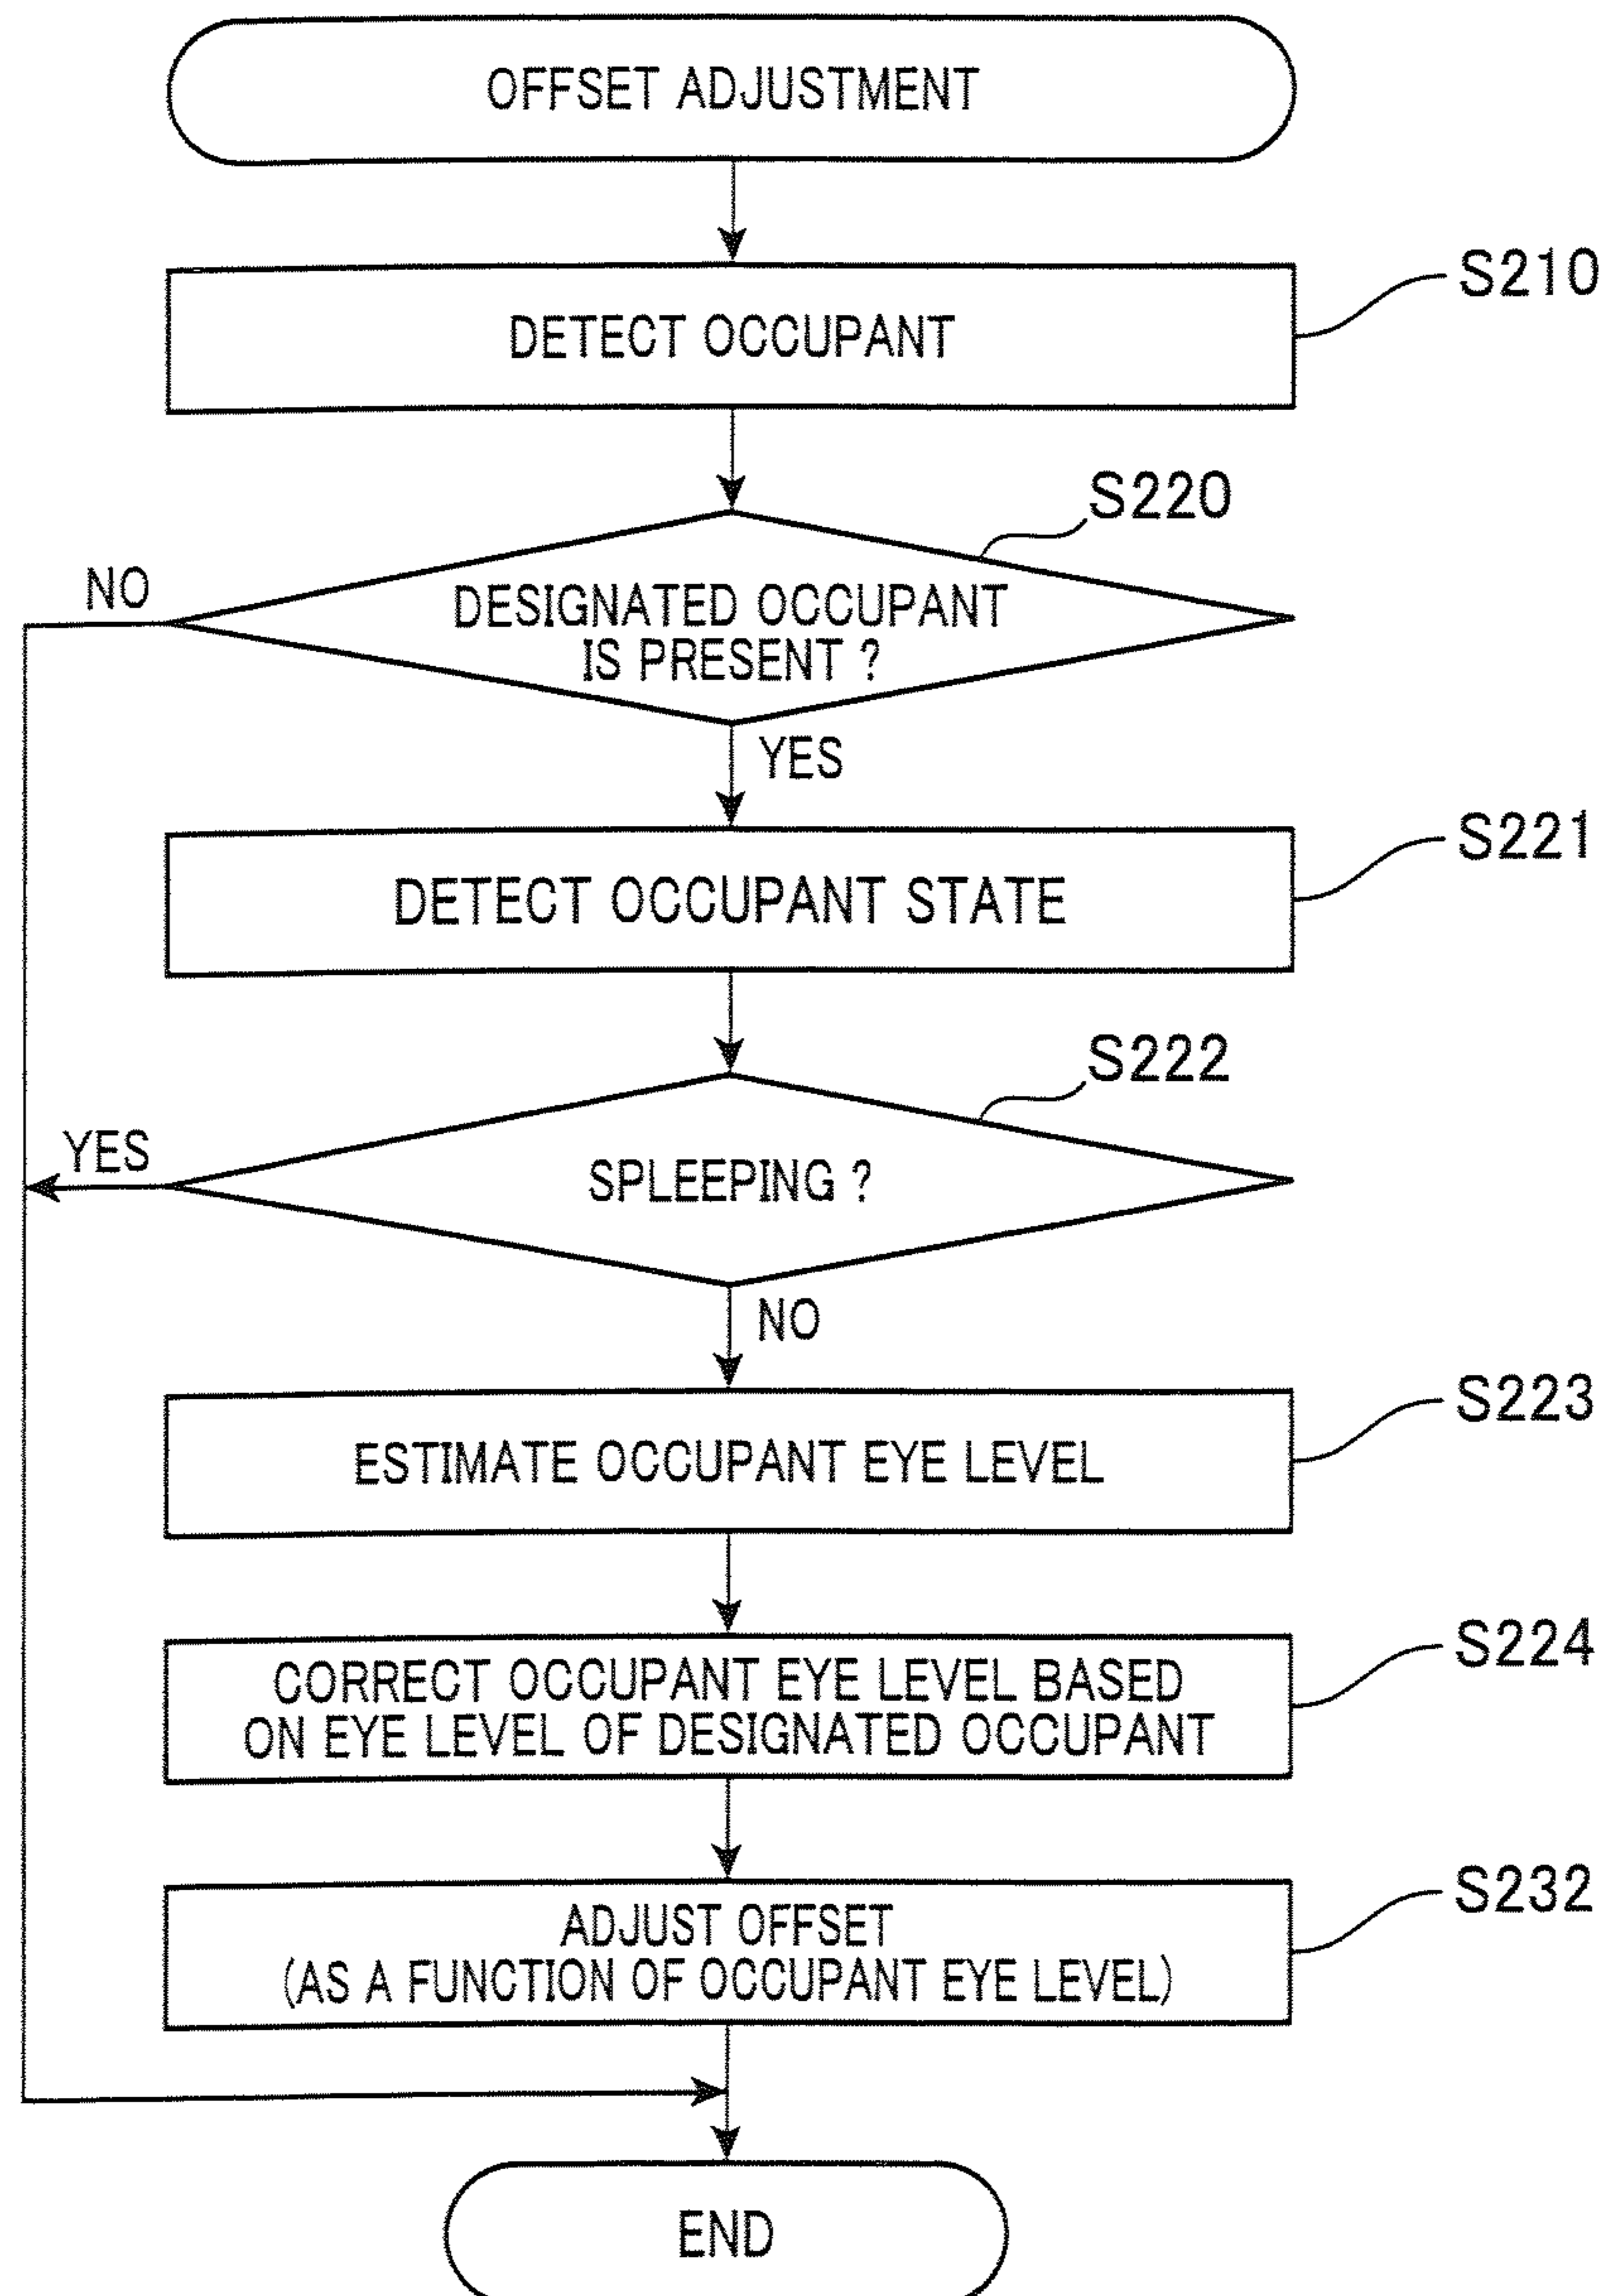 OFFSET ADJUSTMENT
DETECT OCCUPANT
S210
S220
NO
DESIGNATED OCCUPANT
IS PRESENT ?
YES
DETECT OCCUPANT STATE
S221
S222
YES
SPLEEPING ?
NO
ESTIMATE OCCUPANT EYE LEVEL
S223
CORRECT OCCUPANT EYE LEVEL BASED
ON EYE LEVEL OF DESIGNATED OCCUPANT
S224
ADJUST OFFSET
(AS A FUNCTION OF OCCUPANT EYE LEVEL)
S232
END